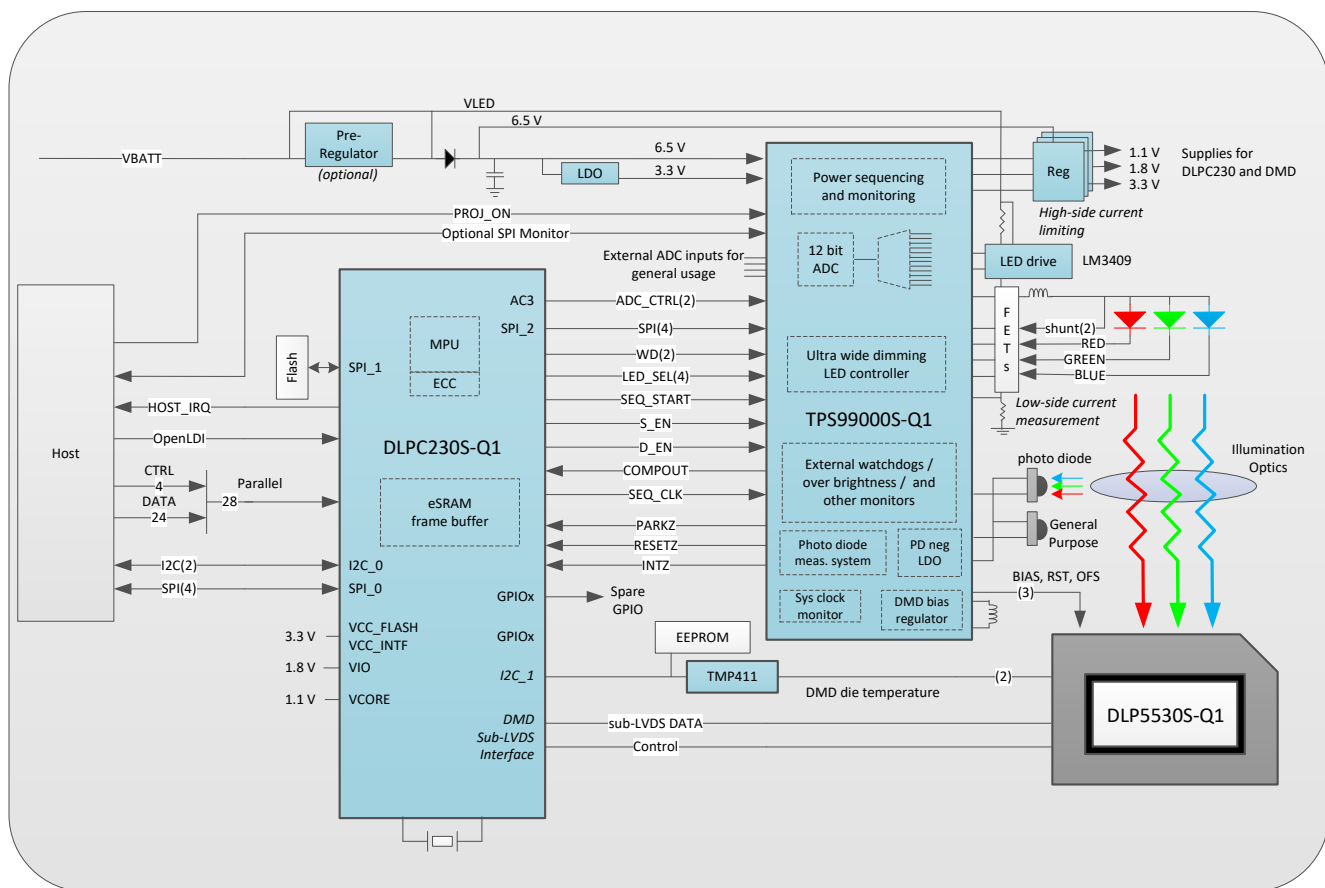 VLED
6.5 V
Pre-
Regulator
(optional)
VBATT
6.5 V
LDO
3.3 V
Reg
1.1 V
1.8 V
3.3 V
Supplies for
DLPC230 and DMD
Power sequencing
and monitoring
PROJ_ON
Optional SPI Monitor
High-side current
limiting
External ADC inputs for
general usage
12 bit
ADC
LED drive
LM3409
Host
AC3
ADC_CTRL(2)
SPI_2
SPI(4)
MPU
ECC
WD(2)
LED_SEL(4)
SEQ_START
S_EN
D_EN
COMPOUT
SEQ_CLK
PARKZ
RESETZ
INTZ
Flash
SPI_1
HOST_IRQ
OpenLDI
CTRL
4
DATA
24
28
Parallel
I2C(2)
I2C_0
SPI(4)
SPI_0
DLPC230S-Q1
eSRAM
frame buffer
GPIOx
Spare
GPIO
GPIOx
3.3 V
VCC_FLASH
VCC_INTF
1.8 V
VIO
1.1 V
VCORE
I2C_1
DMD
Sub-LVDS
Interface
Ultra wide dimming
LED controller
TPS99000S-Q1
External watchdogs /
over brightness / and
other monitors
Photo diode
meas. system
PD neg
LDO
Sys clock
monitor
DMD bias
regulator
FETs
shunt(2)
RED
GREEN
BLUE
Low-side current
measurement
photo diode
Illumination
Optics
General
Purpose
BIAS, RST, OFS
(3)
EEPROM
TMP411
DMD die temperature
(2)
sub-LVDS DATA
Control
DLP5530S-Q1